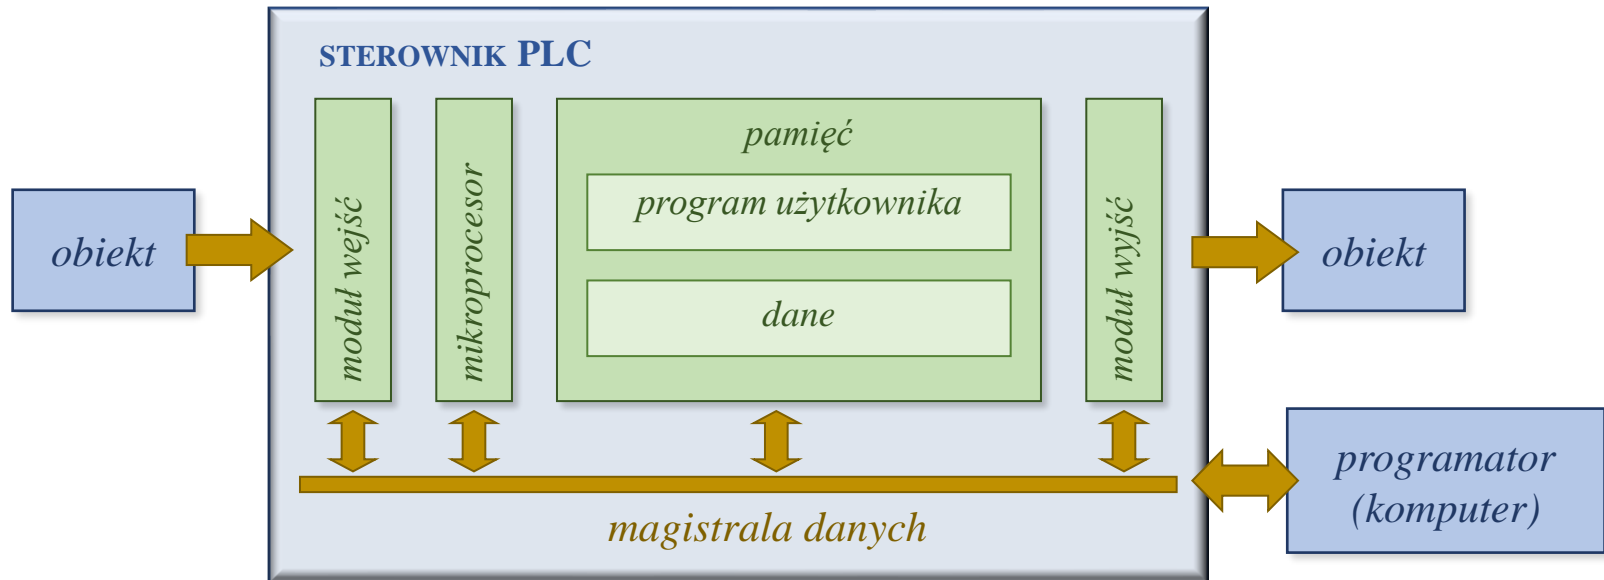 STEROWNIK PLC
obiekt
moduł wejść
mikroprocesor
pamięć
program użytkownika
dane
moduł wyjść
obiekt
magistrala danych
programator
(komputer)